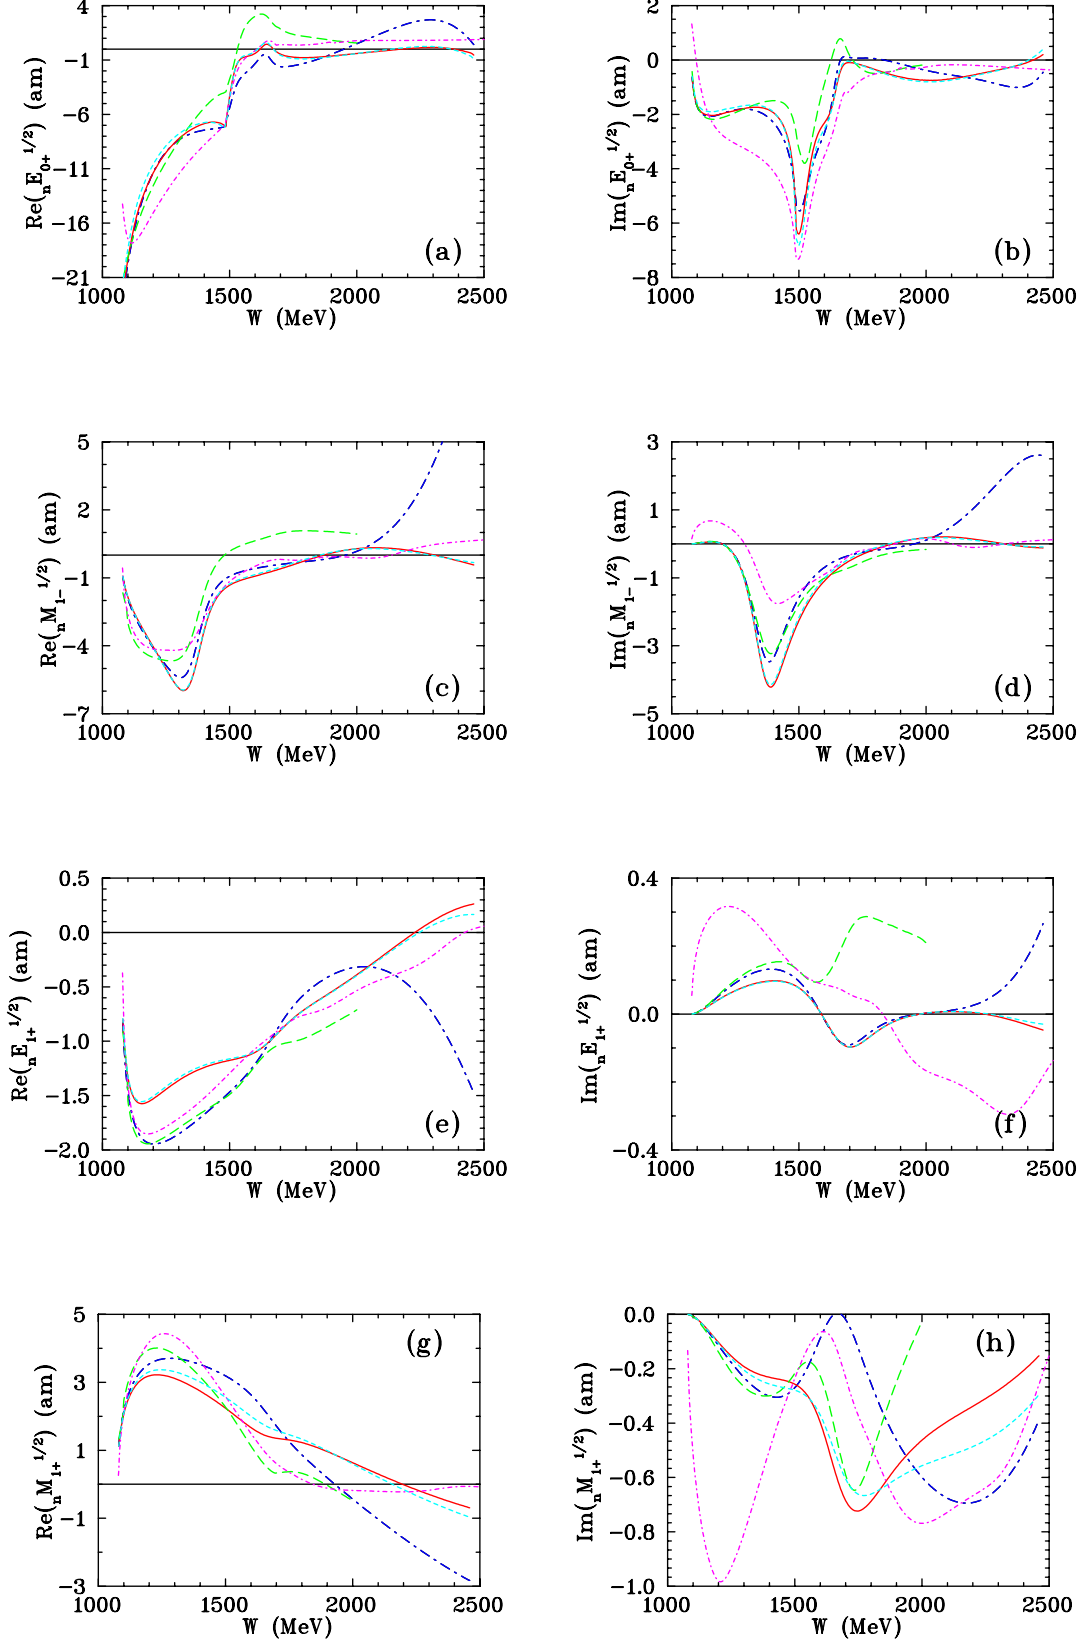 4
−1
−6
−11
−16
−21
Re(ₙE₀₊¹/²) (am)
(a)
1000 1500 2000 2500
W (MeV)
2
0
−2
−4
−6
−8
Im(ₙE₀₊¹/²) (am)
(b)
1000 1500 2000 2500
W (MeV)
5
2
−1
−4
−7
Re(ₙM₁₋¹/²) (am)
(c)
1000 1500 2000 2500
W (MeV)
3
1
−1
−3
−5
Im(ₙM₁₋¹/²) (am)
(d)
1000 1500 2000 2500
W (MeV)
0.5
0.0
−0.5
−1.0
−1.5
−2.0
Re(ₙE₁₊¹/²) (am)
(e)
1000 1500 2000 2500
W (MeV)
0.4
0.0
−0.4
Im(ₙE₁₊¹/²) (am)
(f)
1000 1500 2000 2500
W (MeV)
5
3
1
−1
−3
Re(ₙM₁₊¹/²) (am)
(g)
1000 1500 2000 2500
W (MeV)
0.0
−0.2
−0.4
−0.6
−0.8
−1.0
Im(ₙM₁₊¹/²) (am)
(h)
1000 1500 2000 2500
W (MeV)